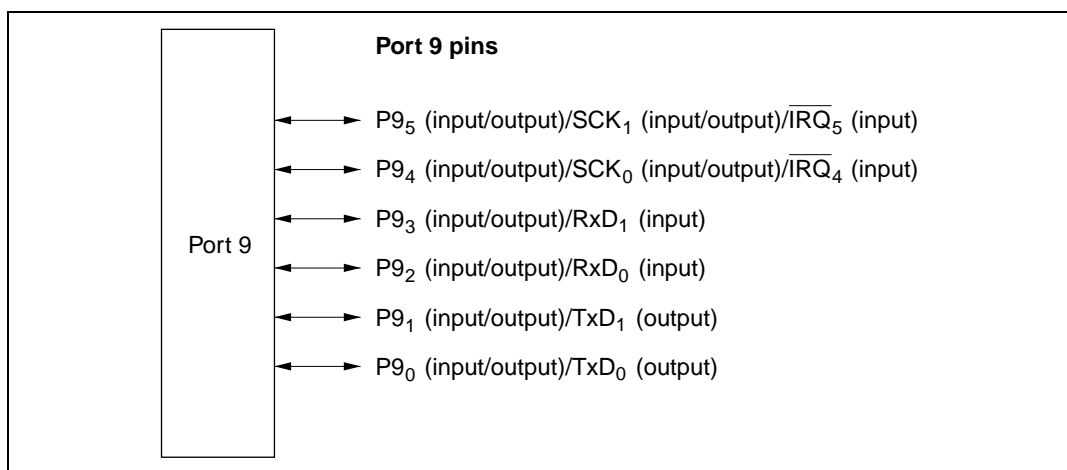 Port 9 pins
P9₅ (input/output)/SCK₁ (input/output)/I̅R̅Q̅₅ (input)
P9₄ (input/output)/SCK₀ (input/output)/I̅R̅Q̅₄ (input)
P9₃ (input/output)/RxD₁ (input)
Port 9
P9₂ (input/output)/RxD₀ (input)
P9₁ (input/output)/TxD₁ (output)
P9₀ (input/output)/TxD₀ (output)